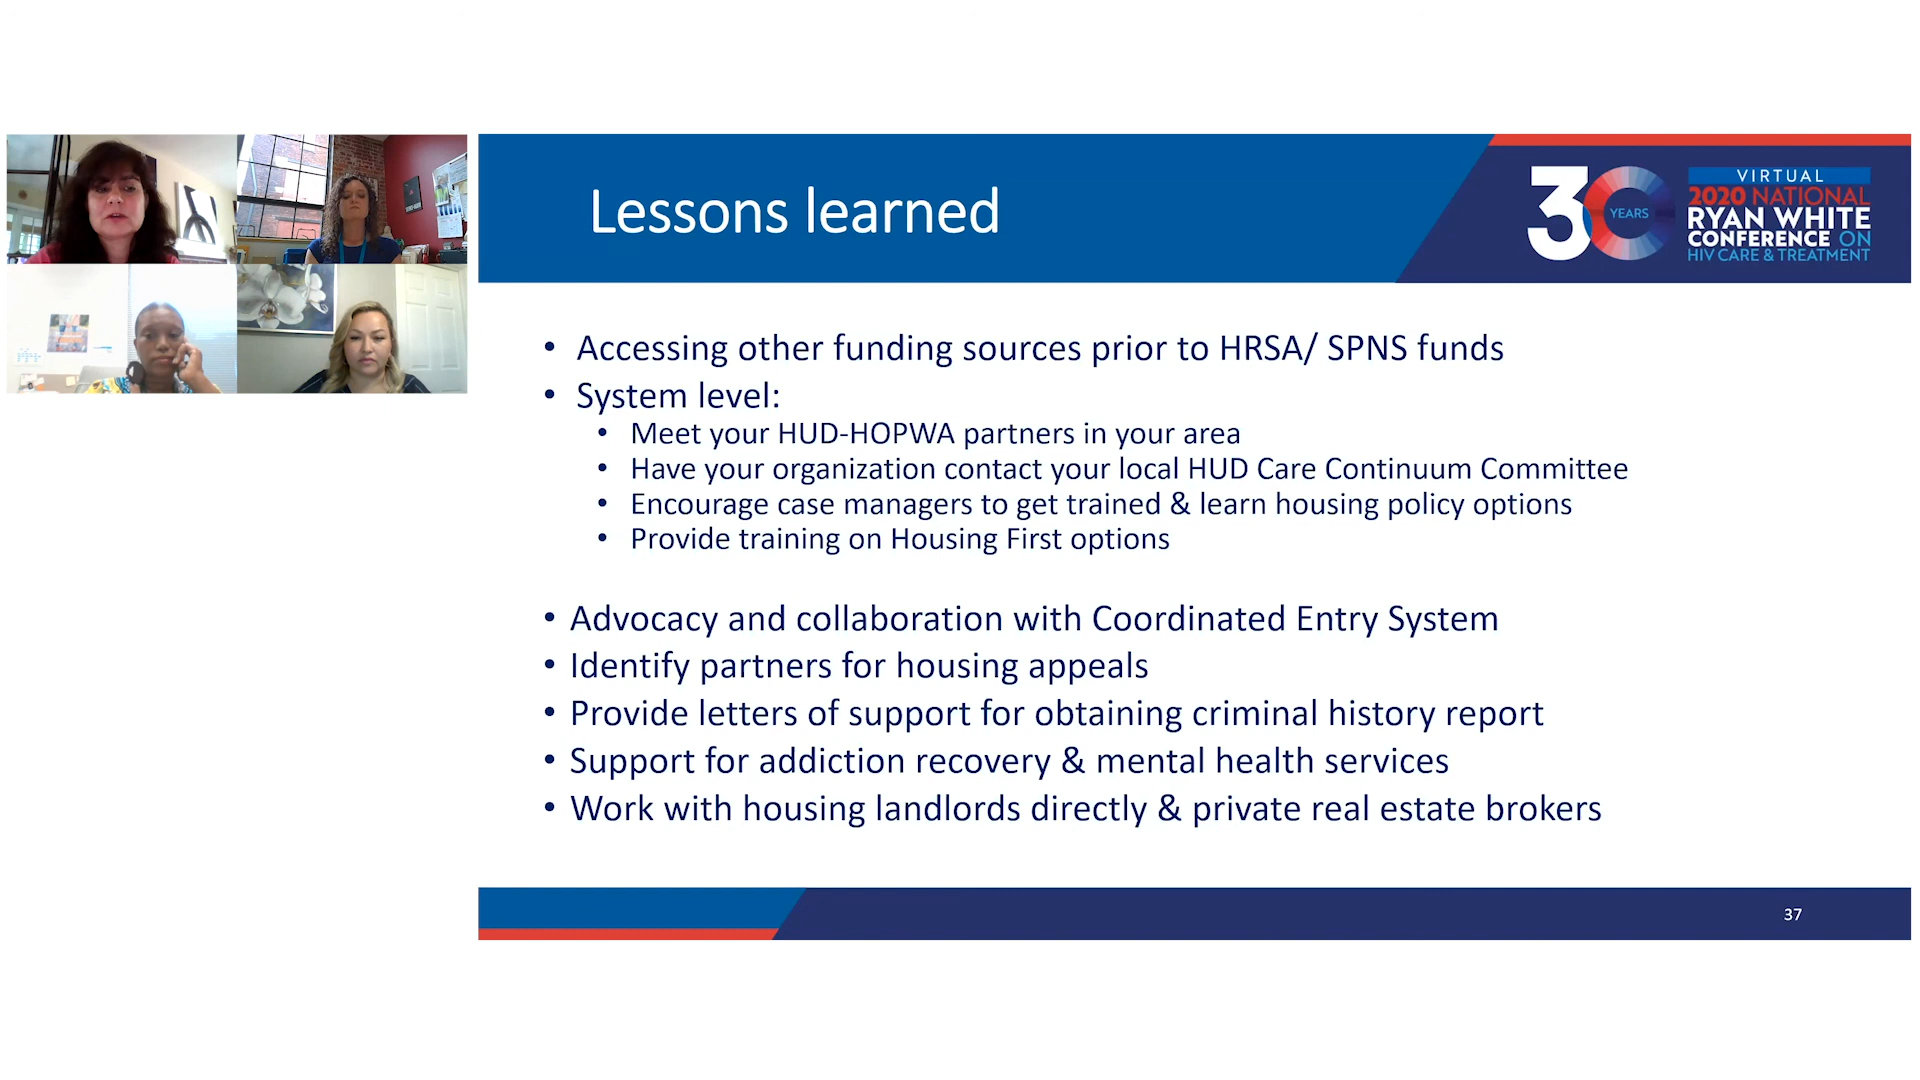 Lessons learned
30 YEARS
VIRTUAL
2020 NATIONAL
RYAN WHITE
CONFERENCE ON
HIV CARE & TREATMENT
• Accessing other funding sources prior to HRSA/ SPNS funds
• System level:
• Meet your HUD-HOPWA partners in your area
• Have your organization contact your local HUD Care Continuum Committee
• Encourage case managers to get trained & learn housing policy options
• Provide training on Housing First options
• Advocacy and collaboration with Coordinated Entry System
• Identify partners for housing appeals
• Provide letters of support for obtaining criminal history report
• Support for addiction recovery & mental health services
• Work with housing landlords directly & private real estate brokers
37